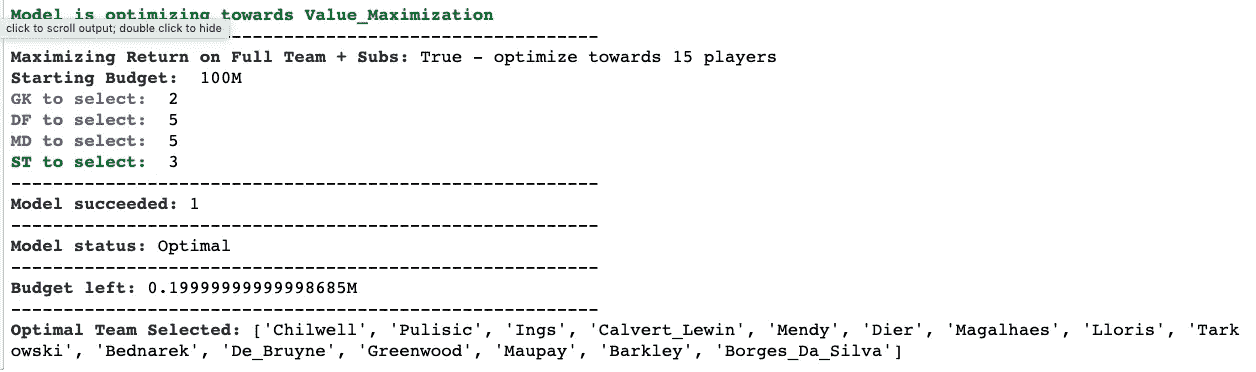 Model is optimizing towards Value_Maximization
click to scroll output; double click to hide
----------------------------------------------------------
Maximizing Return on Full Team + Subs: True – optimize towards 15 players
Starting Budget:  100M
GK to select:  2
DF to select:  5
MD to select:  5
ST to select:  3
----------------------------------------------------------
Model succeeded: 1
----------------------------------------------------------
Model status: Optimal
----------------------------------------------------------
Budget left: 0.19999999999998685M
----------------------------------------------------------
Optimal Team Selected: ['Chilwell', 'Pulisic', 'Ings', 'Calvert_Lewin', 'Mendy', 'Dier', 'Magalhaes', 'Lloris', 'Tark
owski', 'Bednarek', 'De_Bruyne', 'Greenwood', 'Maupay', 'Barkley', 'Borges_Da_Silva']